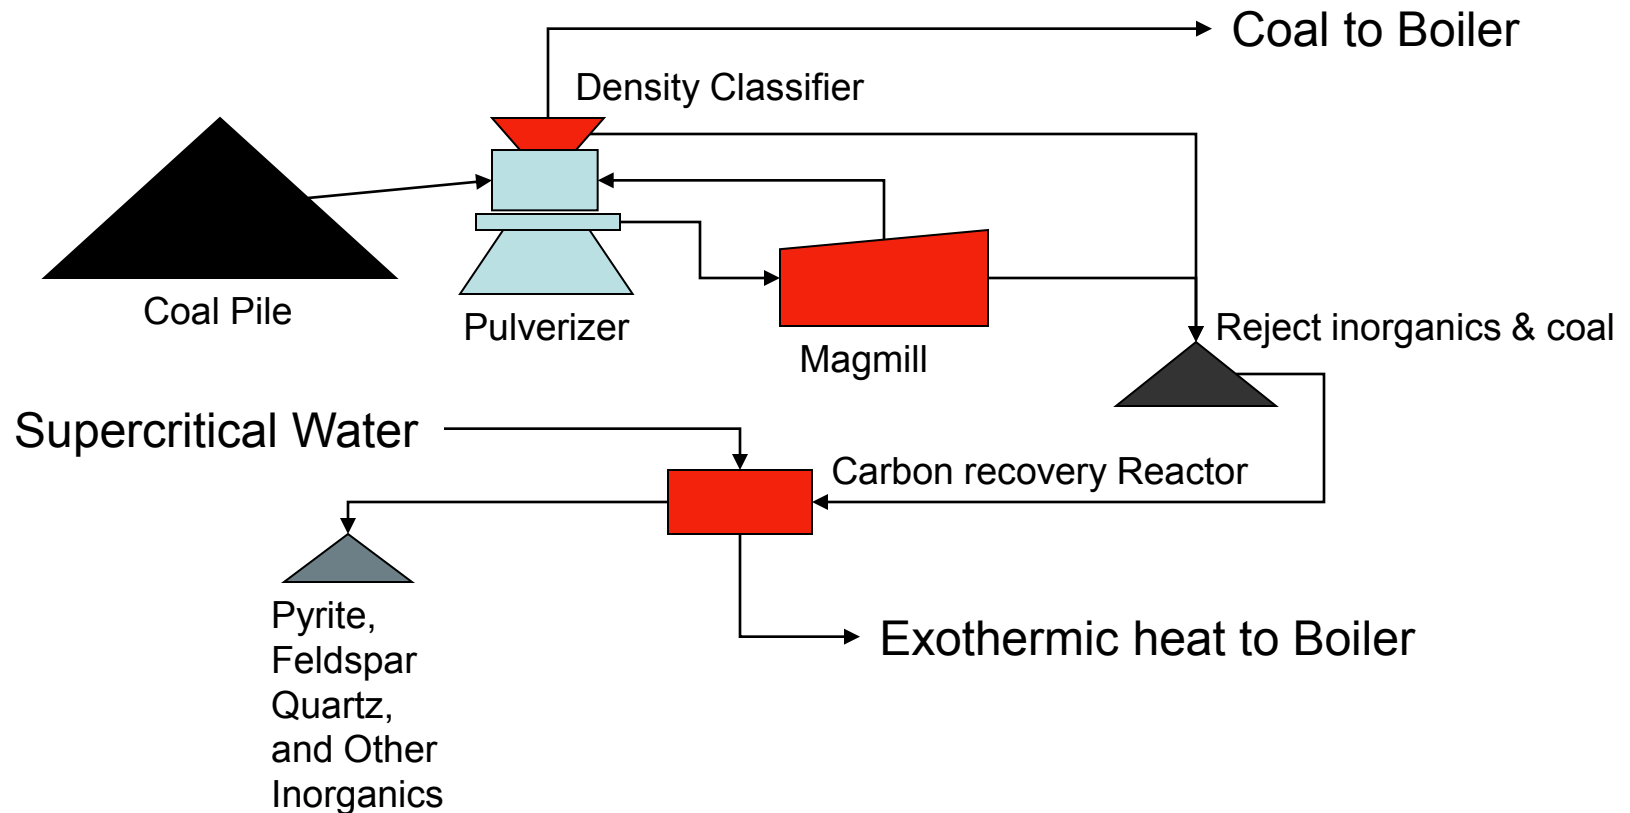 Coal to Boiler
Density Classifier
Coal Pile
Pulverizer
Magmill
Reject inorganics & coal
Supercritical Water
Carbon recovery Reactor
Pyrite,
Feldspar
Quartz,
and Other
Inorganics
Exothermic heat to Boiler